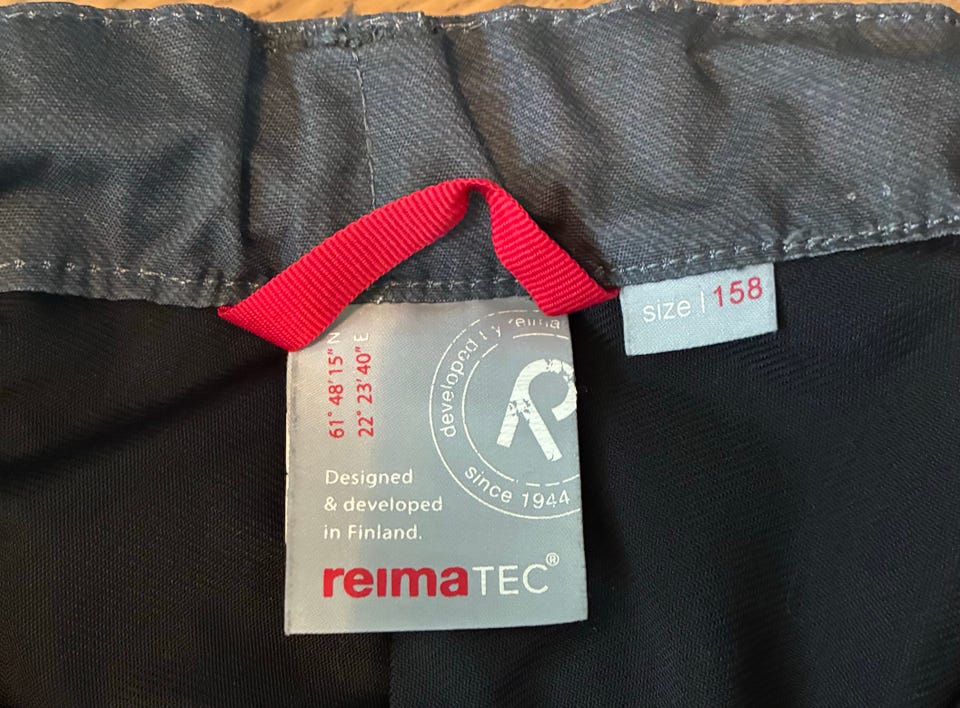 61° 48'15" N
22° 23'40" E
developed by reima
since 1944
size | 158
Designed
& developed
in Finland.
reimaTEC®